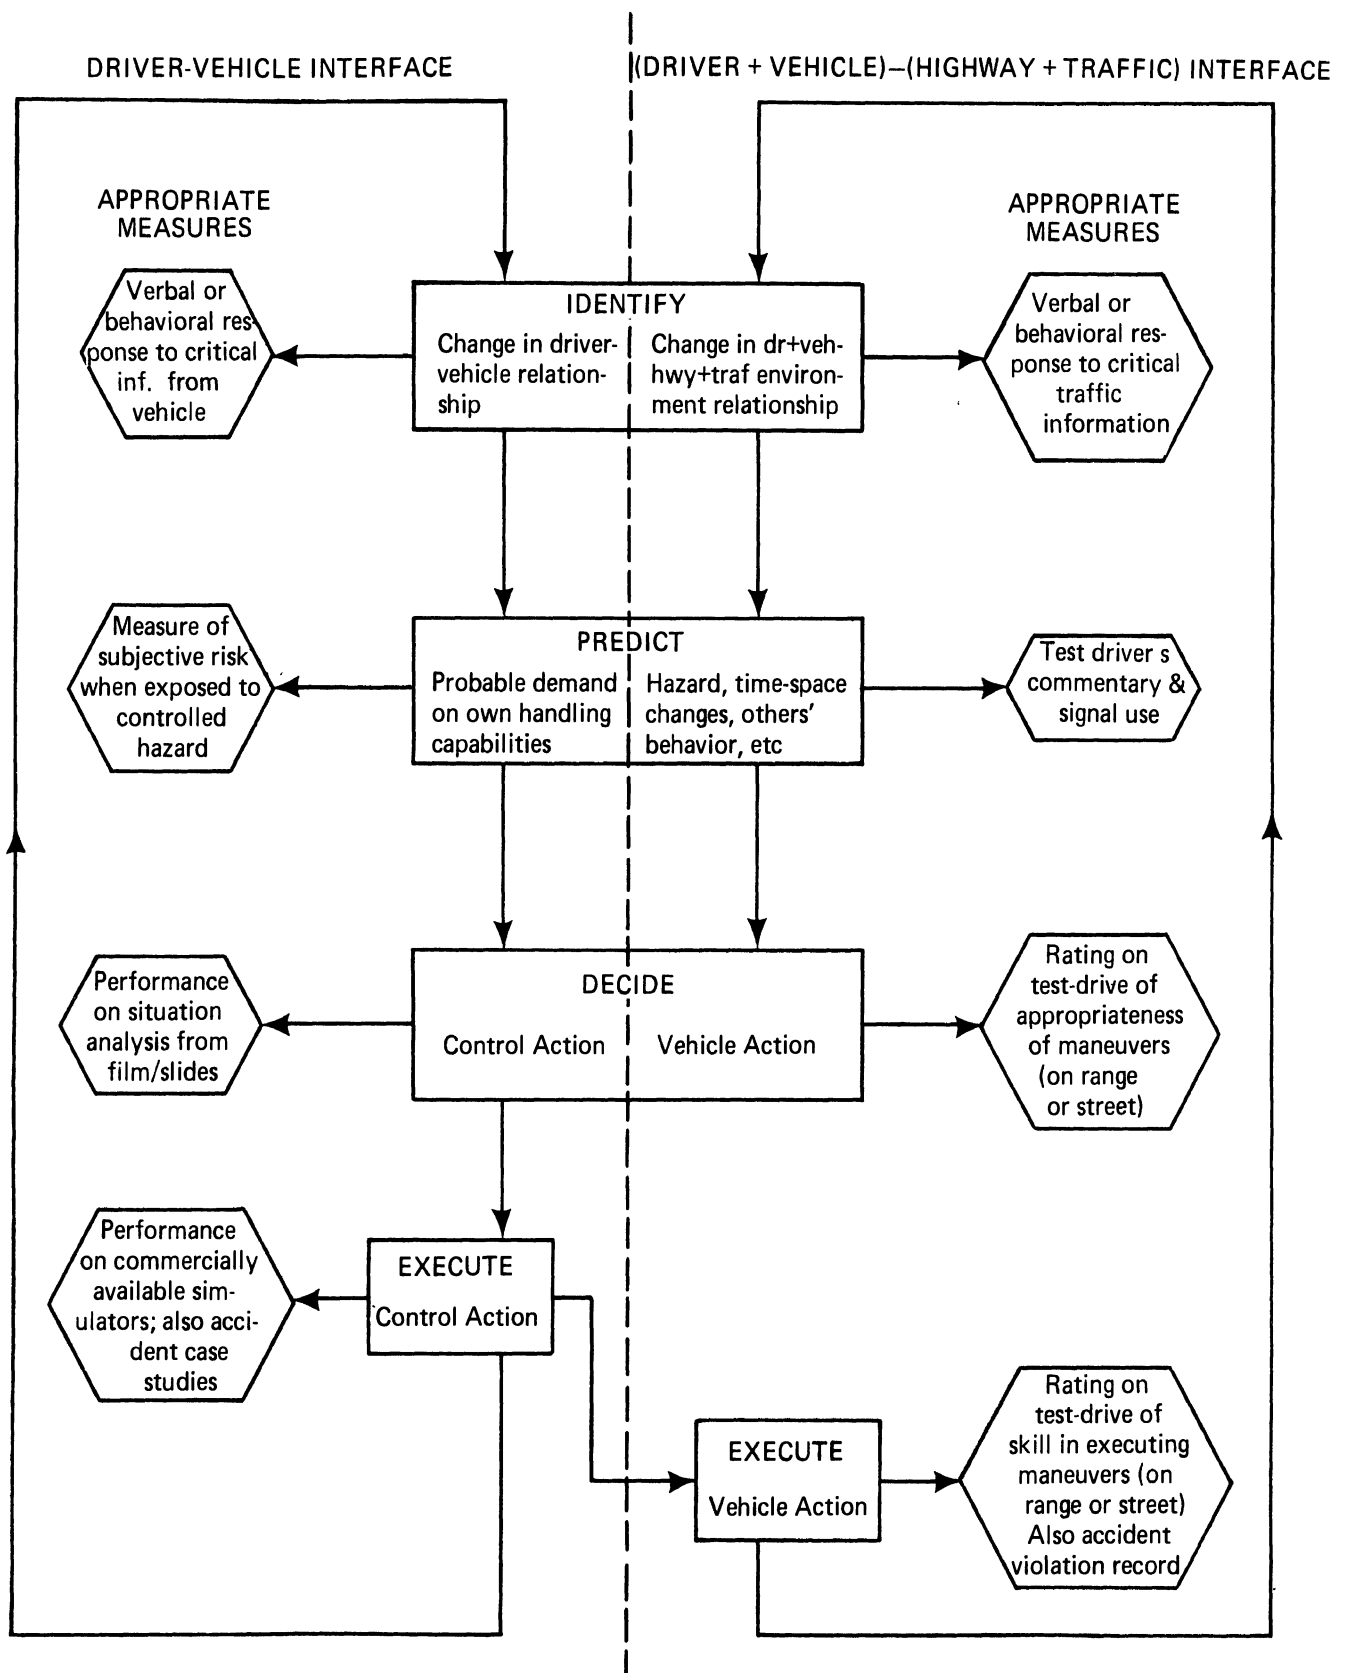 DRIVER-VEHICLE INTERFACE
(DRIVER + VEHICLE)–(HIGHWAY + TRAFFIC) INTERFACE
APPROPRIATE
MEASURES
APPROPRIATE
MEASURES
Verbal or
behavioral res-
ponse to critical
inf. from
vehicle
IDENTIFY
Change in driver-
vehicle relation-
ship
Change in dr+veh-
hwy+traf environ-
ment relationship
Verbal or
behavioral res-
ponse to critical
traffic
information
Measure of
subjective risk
when exposed to
controlled
hazard
PREDICT
Probable demand
on own handling
capabilities
Hazard, time-space
changes, others'
behavior, etc
Test driver s
commentary &
signal use
Performance
on situation
analysis from
film/slides
DECIDE
Control Action
Vehicle Action
Rating on
test-drive of
appropriateness
of maneuvers
(on range
or street)
Performance
on commercially
available sim-
ulators; also acci-
dent case
studies
EXECUTE
Control Action
EXECUTE
Vehicle Action
Rating on
test-drive of
skill in executing
maneuvers (on
range or street)
Also accident
violation record